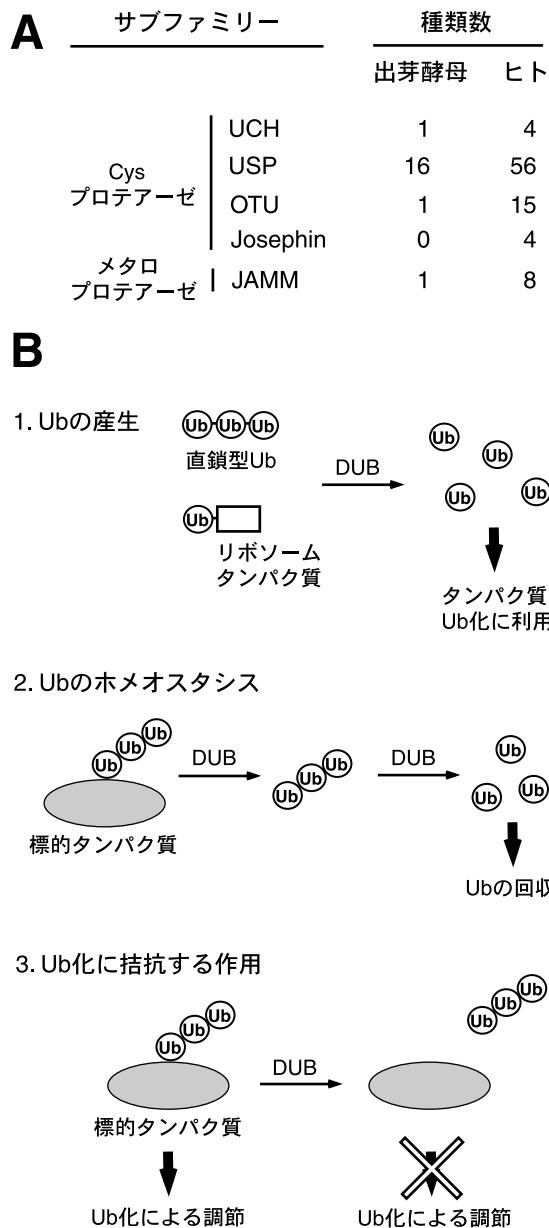 A
サブファミリー 種類数
出芽酵母 ヒト
UCH 1 4
Cys
プロテアーゼ
USP 16 56
OTU 1 15
Josephin 0 4
メタロ
プロテアーゼ
JAMM 1 8
B
1. Ubの産生
Ub Ub Ub
直鎖型Ub
DUB
Ub
リボソーム
タンパク質
Ub
Ub
Ub
Ub
タンパク質
Ub化に利用
2. Ubのホメオスタシス
Ub
Ub
Ub
標的タンパク質
DUB
Ub
Ub
Ub
DUB
Ub
Ub
Ub
Ubの回収
3. Ub化に拮抗する作用
Ub
Ub
Ub
標的タンパク質
Ub化による調節
DUB
Ub
Ub
Ub
Ub化による調節